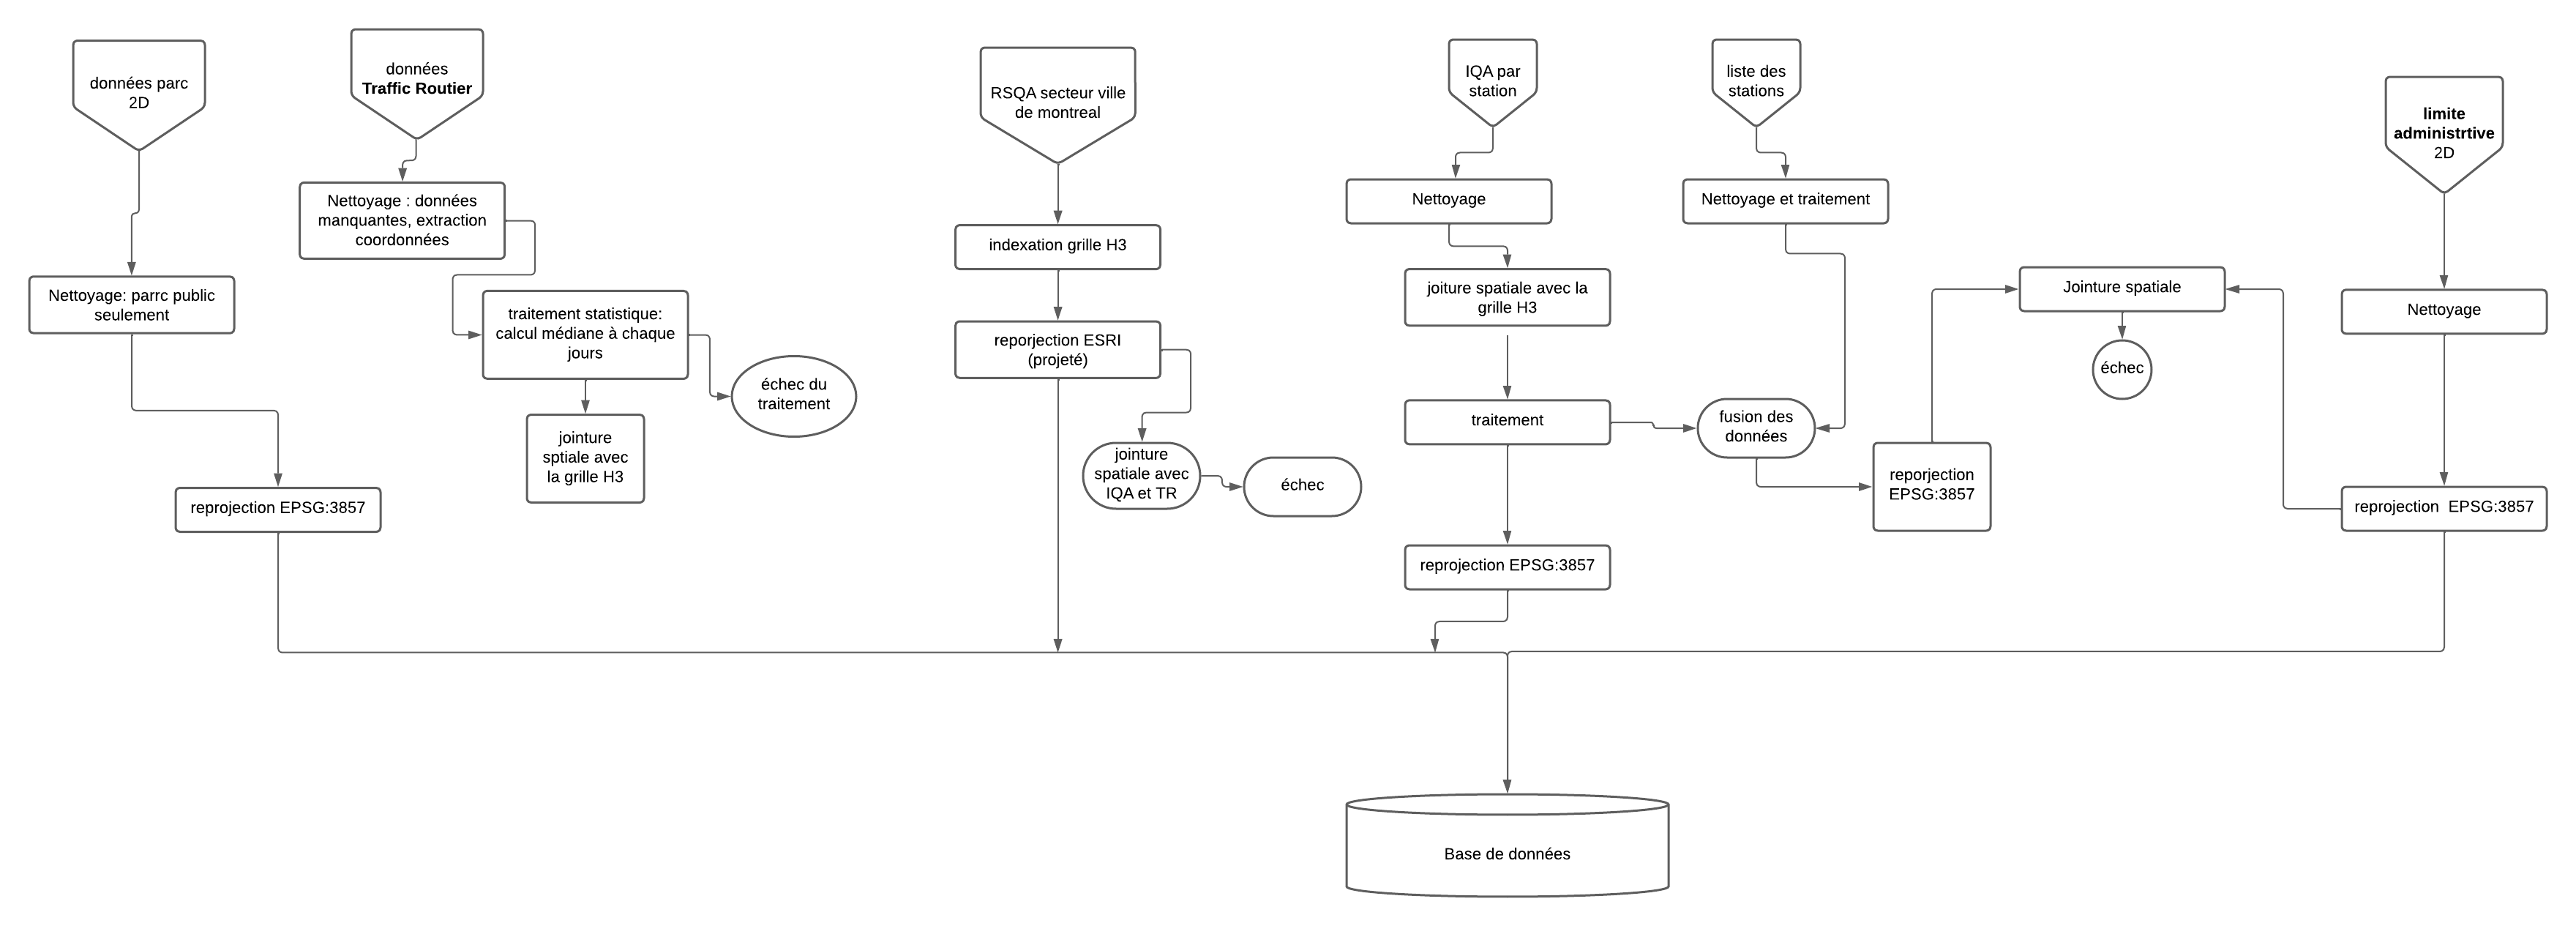 données parc
2D
données
Traffic Routier
RSQA secteur ville
de montreal
IQA par
station
liste des
stations
limite
administrtive
2D
Nettoyage : données
manquantes, extraction
coordonnées
Nettoyage
Nettoyage et traitement
indexation grille H3
Nettoyage: parrc public
seulement
traitement statistique:
calcul médiane à chaque
jours
joiture spatiale avec la
grille H3
Jointure spatiale
Nettoyage
reporjection ESRI
(projeté)
échec du
traitement
échec
jointure
sptiale avec
la grille H3
traitement
fusion des
données
jointure
spatiale avec
IQA et TR
échec
reporjection
EPSG:3857
reprojection EPSG:3857
reprojection  EPSG:3857
reprojection EPSG:3857
Base de données